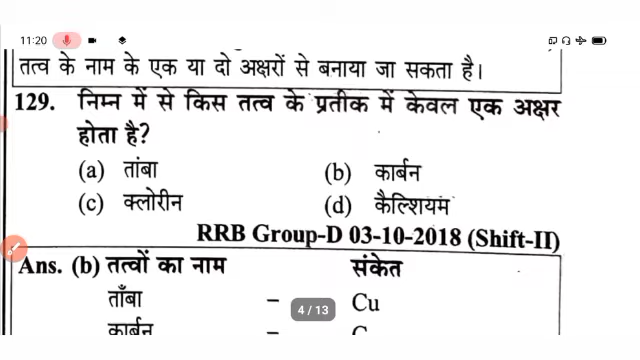 11:20
तत्व के नाम के एक या दो अक्षरों से बनाया जा सकता है।
129. निम्न में से किस तत्व के प्रतीक में केवल एक अक्षर
होता है?
(a) तांबा (b) कार्बन
(c) क्लोरीन (d) कैल्शियम
RRB Group-D 03-10-2018 (Shift-II)
Ans. (b) तत्वों का नाम संकेत
ताँबा – Cu
4 / 13
कार्बन – C